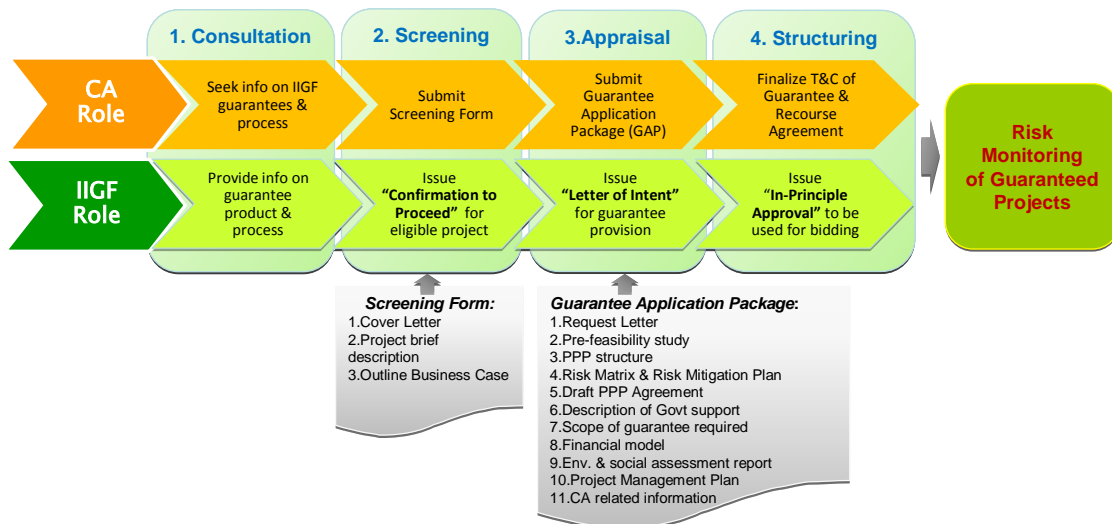 1. Consultation
2. Screening
3.Appraisal
4. Structuring
CA
Role
Seek info on IIGF
guarantees &
process
Submit
Screening Form
Submit
Guarantee
Application
Package (GAP)
Finalize T&C of
Guarantee &
Recourse
Agreement
IIGF
Role
Provide info on
guarantee
product &
process
Issue
“Confirmation to
Proceed” for
eligible project
Issue
“Letter of Intent”
for guarantee
provision
Issue
“In-Principle
Approval” to be
used for bidding
Risk
Monitoring
of Guaranteed
Projects
Screening Form:
1.Cover Letter
2.Project brief
description
3.Outline Business Case
Guarantee Application Package:
1.Request Letter
2.Pre-feasibility study
3.PPP structure
4.Risk Matrix & Risk Mitigation Plan
5.Draft PPP Agreement
6.Description of Govt support
7.Scope of guarantee required
8.Financial model
9.Env. & social assessment report
10.Project Management Plan
11.CA related information